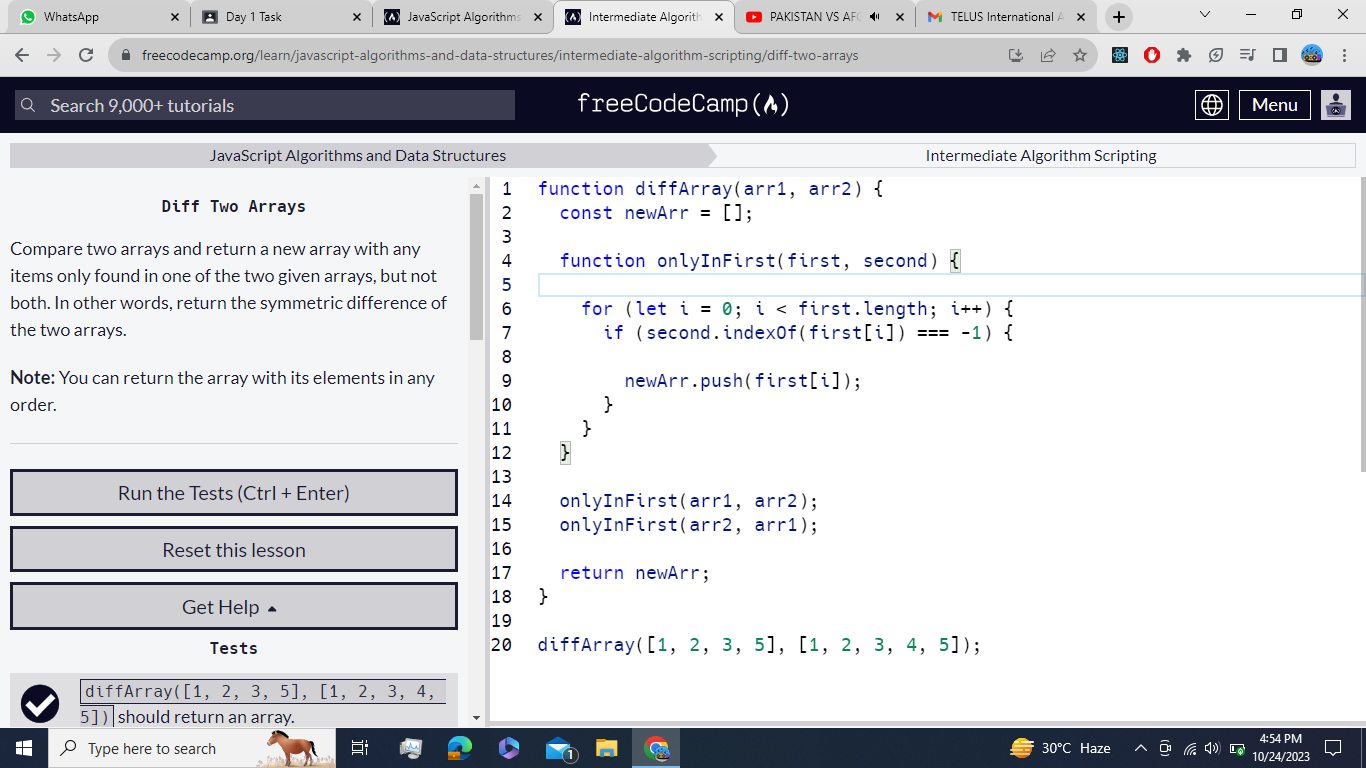 WhatsApp
Day 1 Task
JavaScript Algorithms
Intermediate Algorith
PAKISTAN VS AFG
TELUS International A
freecodecamp.org/learn/javascript-algorithms-and-data-structures/intermediate-algorithm-scripting/diff-two-arrays
Search 9,000+ tutorials
freeCodeCamp
Menu
JavaScript Algorithms and Data Structures
Intermediate Algorithm Scripting
Diff Two Arrays
Compare two arrays and return a new array with any
items only found in one of the two given arrays, but not
both. In other words, return the symmetric difference of
the two arrays.
Note: You can return the array with its elements in any
order.
Run the Tests (Ctrl + Enter)
Reset this lesson
Get Help
Tests
diffArray([1, 2, 3, 5], [1, 2, 3, 4,
5]) should return an array.
1 function diffArray(arr1, arr2) {
2 const newArr = [];
3
4 function onlyInFirst(first, second) {
5
6 for (let i = 0; i < first.length; i++) {
7 if (second.indexOf(first[i]) === -1) {
8
9 newArr.push(first[i]);
10 }
11 }
12 }
13
14 onlyInFirst(arr1, arr2);
15 onlyInFirst(arr2, arr1);
16
17 return newArr;
18 }
19
20 diffArray([1, 2, 3, 5], [1, 2, 3, 4, 5]);
Type here to search
1
30°C Haze
4:54 PM
10/24/2023